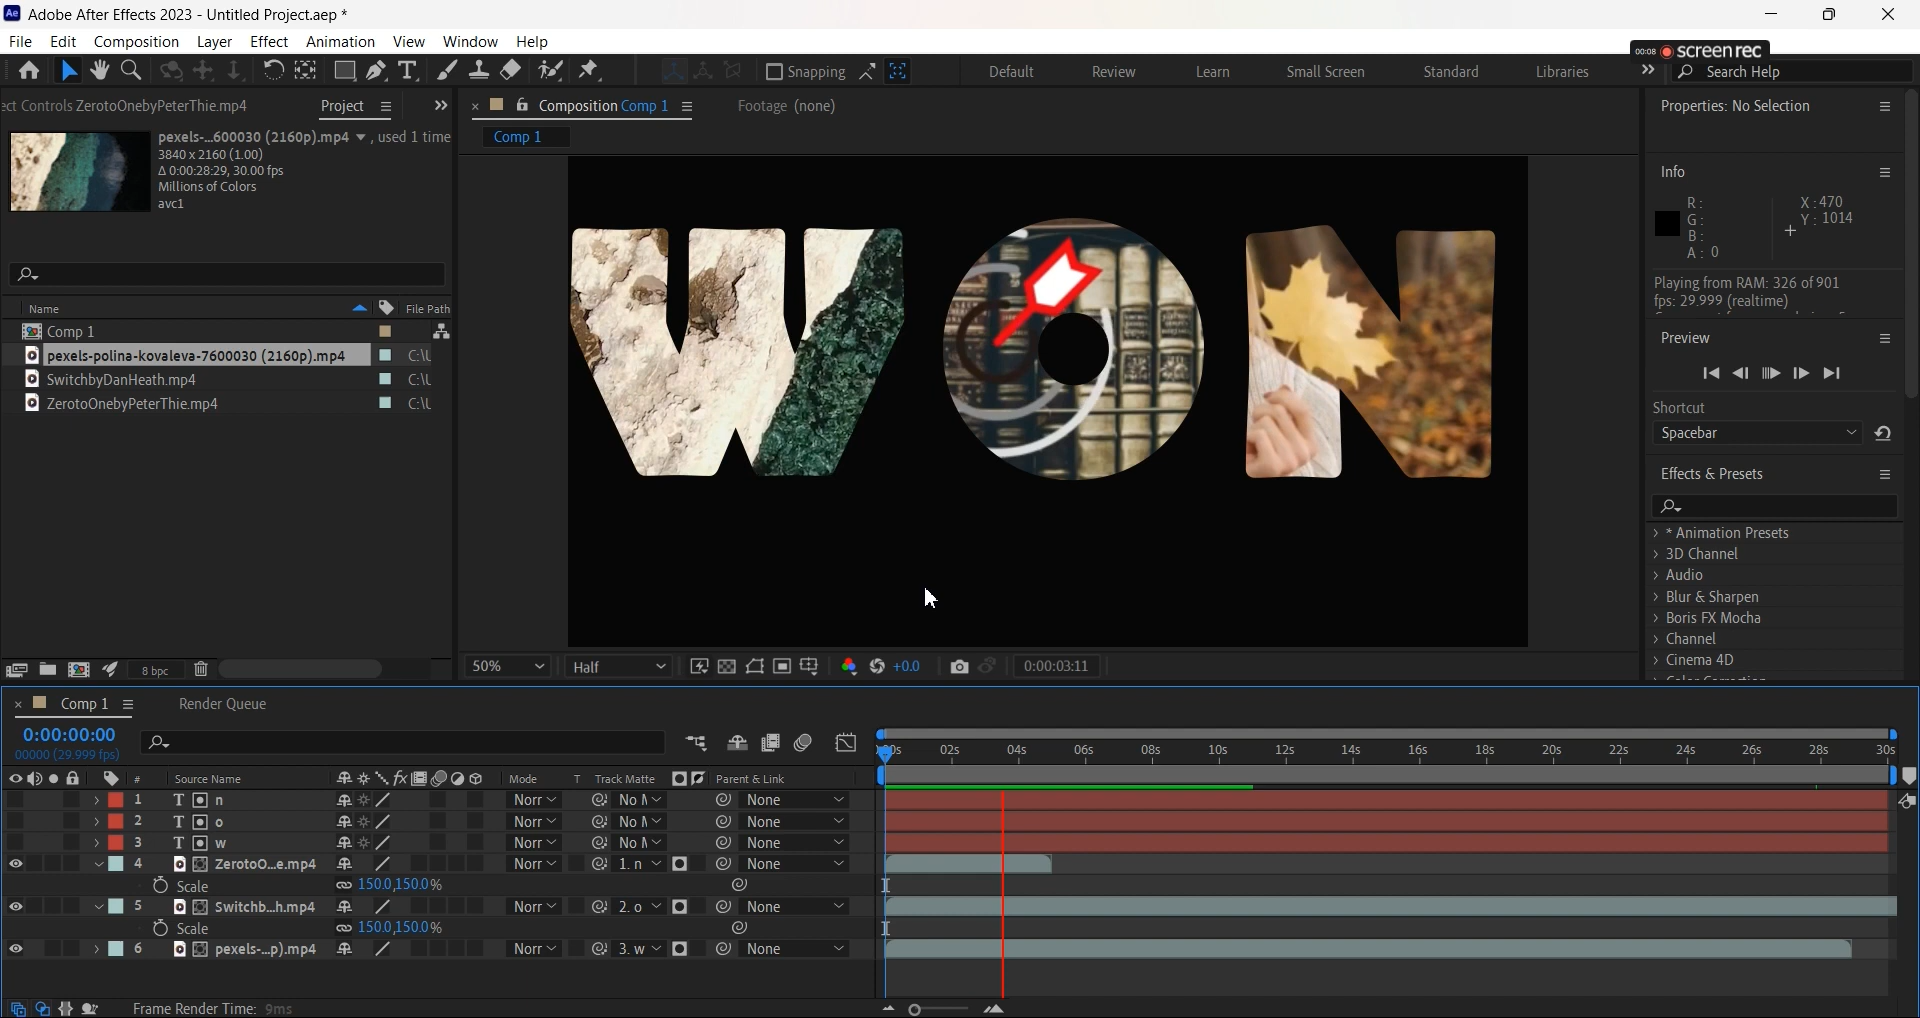 Ae Adobe After Effects 2023 - Untitled Project.aep *
File Edit Composition Layer Effect Animation View Window Help
00:08 screen rec
Snapping Default Review Learn Small Screen Standard Libraries Search Help
ect Controls ZerotoOnebyPeterThie.mp4 Project
Composition Comp 1 Footage (none)
Comp 1
pexels-...600030 (2160p).mp4 , used 1 time
3840 x 2160 (1.00)
Δ 0:00:28:29, 30.00 fps
Millions of Colors
avc1
Name File Path
Comp 1
pexels-polina-kovaleva-7600030 (2160p).mp4 C:\U
SwitchbyDanHeath.mp4 C:\U
ZerotoOnebyPeterThie.mp4 C:\U
8 bpc
WON
50% Half +0.0 0:00:03:11
Properties: No Selection
Info
R: X: 470
G: Y: 1014
B:
A: 0
Playing from RAM: 326 of 901
fps: 29.999 (realtime)
Preview
Shortcut
Spacebar
Effects & Presets
* Animation Presets
3D Channel
Audio
Blur & Sharpen
Boris FX Mocha
Channel
Cinema 4D
Comp 1 Render Queue
0:00:00:00
00000 (29.999 fps)
02s 04s 06s 08s 10s 12s 14s 16s 18s 20s 22s 24s 26s 28s 30s
# Source Name fx Mode T Track Matte Parent & Link
1 T n Norr No M None
2 T o Norr No M None
3 T w Norr No M None
4 ZerotoO...e.mp4 Norr 1. n None
Scale 150.0,150.0%
5 Switchb...h.mp4 Norr 2. o None
Scale 150.0,150.0%
6 pexels-...p).mp4 Norr 3. w None
Frame Render Time: 9ms